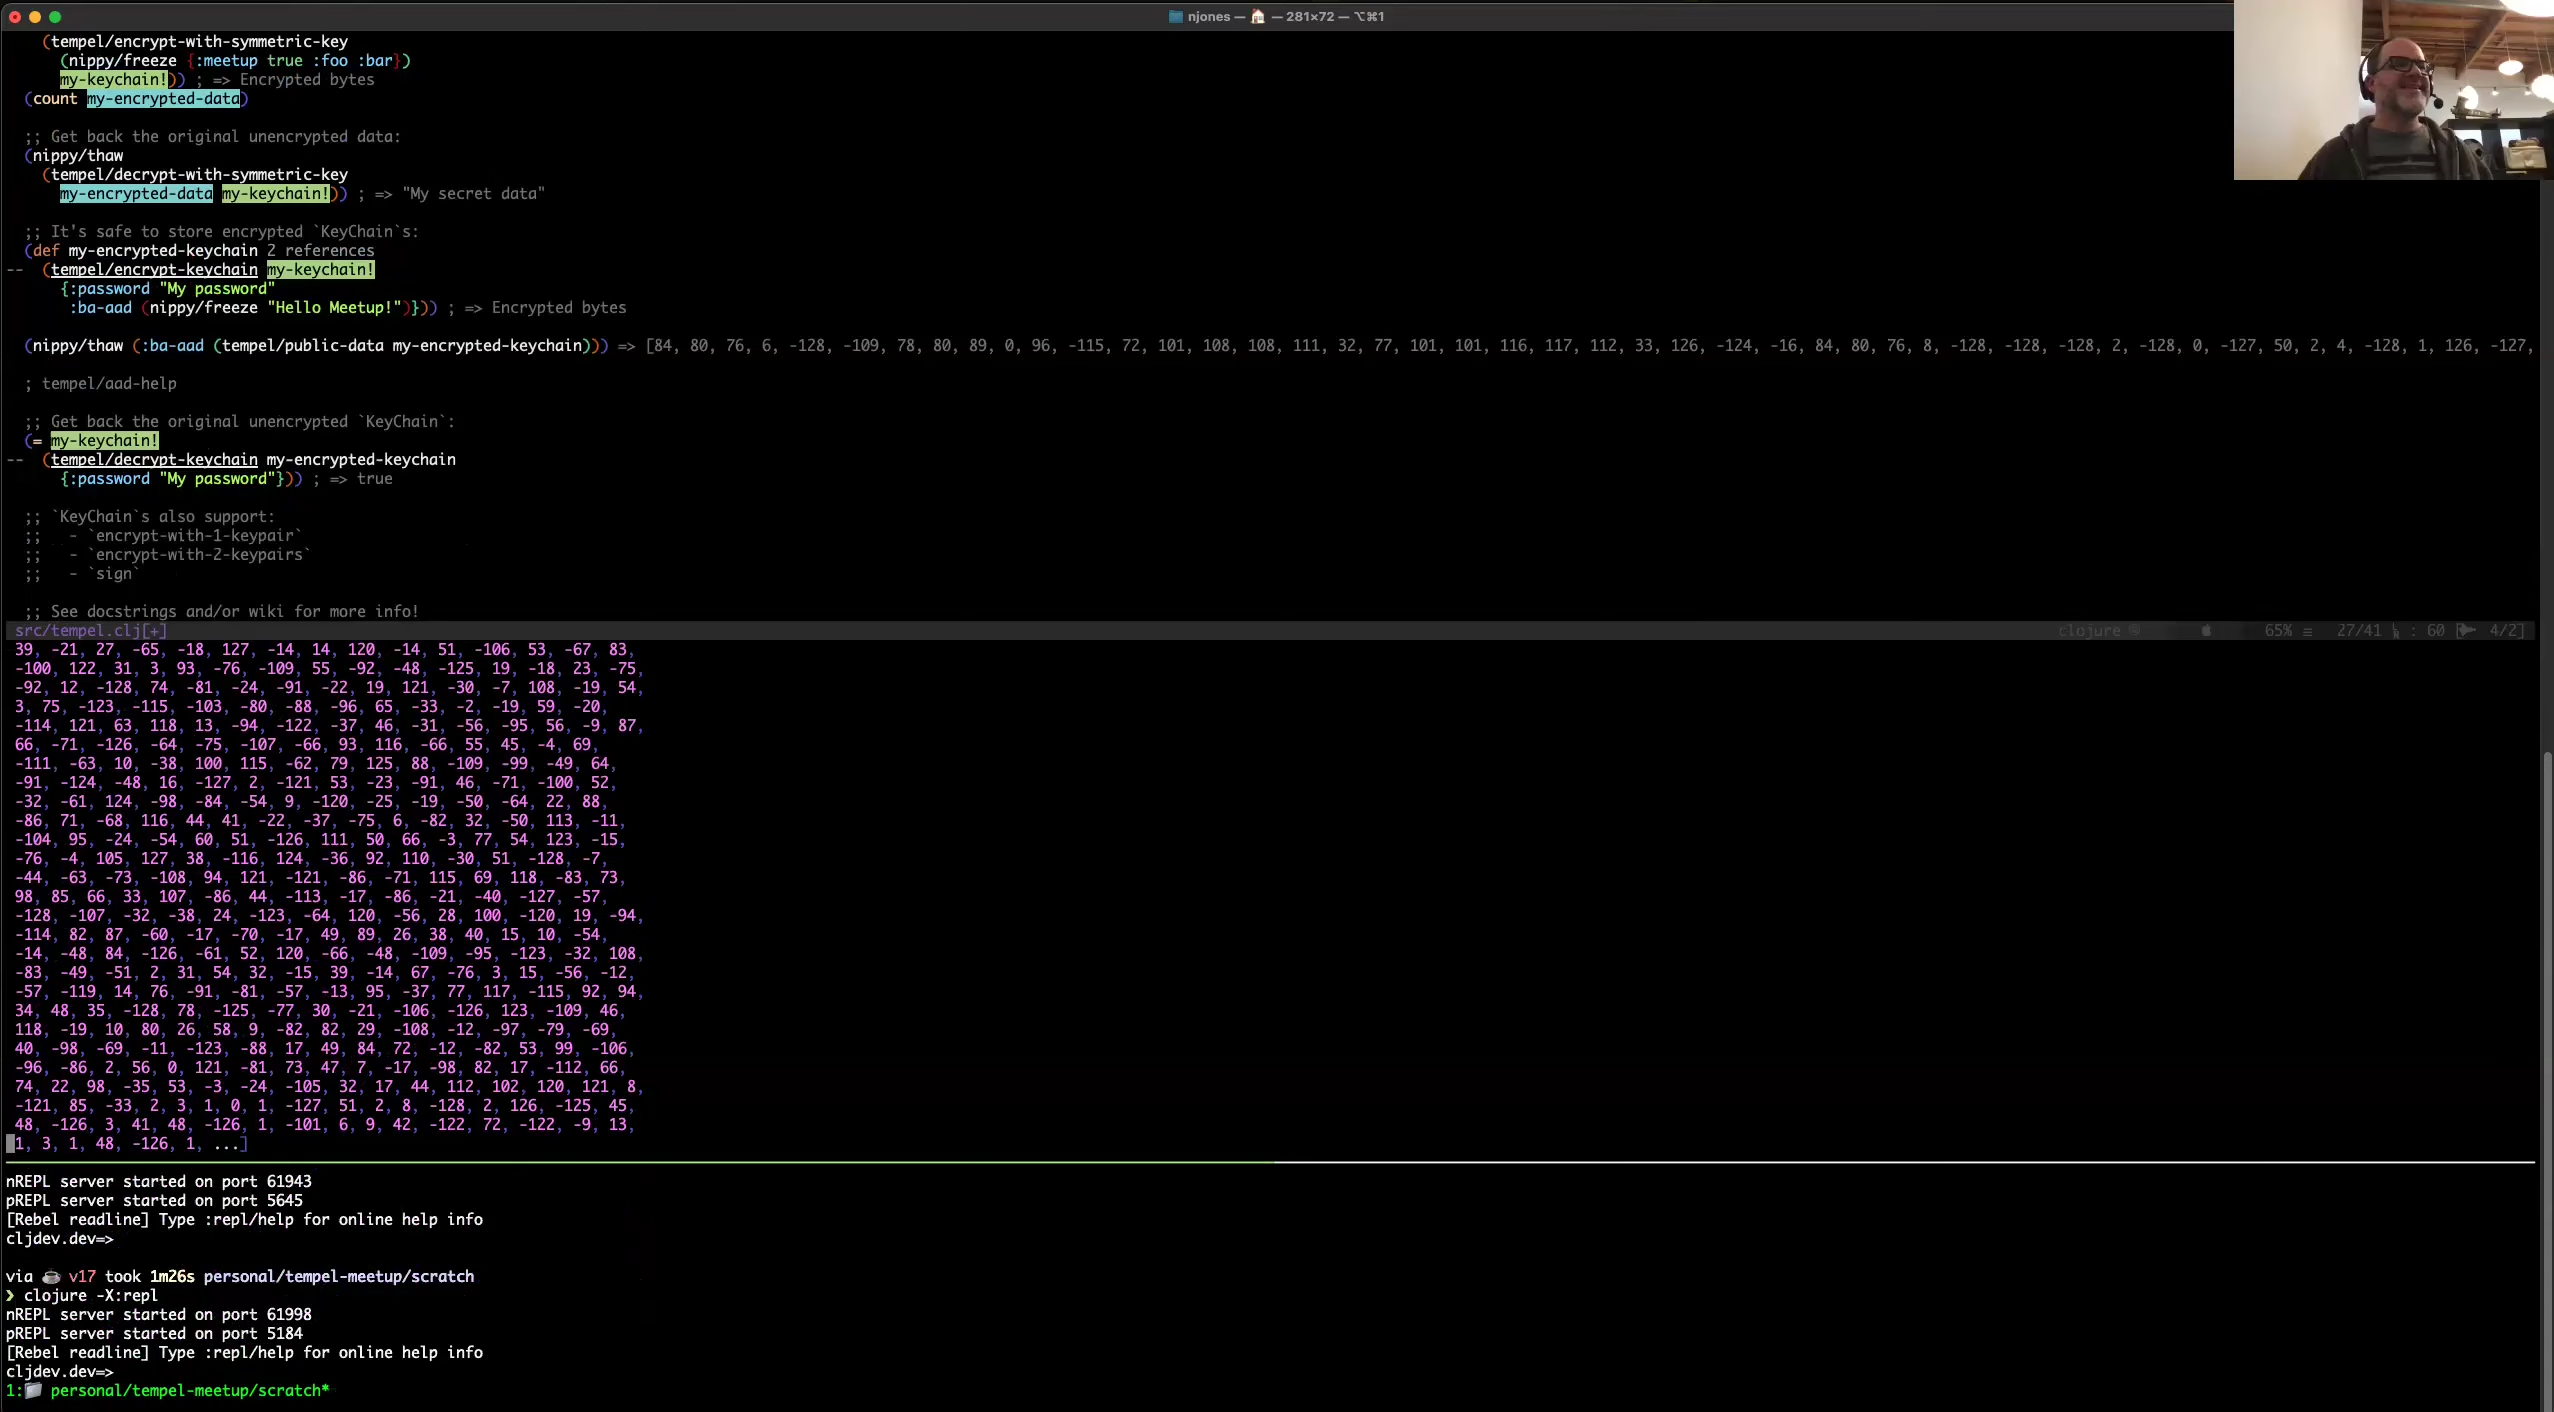 njones — 🏠 — 281×72 — ⌥⌘1
(tempel/encrypt-with-symmetric-key
(nippy/freeze {:meetup true :foo :bar})
my-keychain!)) ; => Encrypted bytes
(count my-encrypted-data)
;; Get back the original unencrypted data:
(nippy/thaw
(tempel/decrypt-with-symmetric-key
my-encrypted-data my-keychain!)) ; => "My secret data"
;; It's safe to store encrypted `KeyChain`s:
(def my-encrypted-keychain 2 references
-- (tempel/encrypt-keychain my-keychain!
{:password "My password"
:ba-aad (nippy/freeze "Hello Meetup!")})) ; => Encrypted bytes
(nippy/thaw (:ba-aad (tempel/public-data my-encrypted-keychain))) => [84, 80, 76, 6, -128, -109, 78, 80, 89, 0, 96, -115, 72, 101, 108, 108, 111, 32, 77, 101, 101, 116, 117, 112, 33, 126, -124, -16, 84, 80, 76, 8, -128, -128, -128, 2, -128, 0, -127, 50, 2, 4, -128, 1, 126, -127,
; tempel/aad-help
;; Get back the original unencrypted `KeyChain`:
(= my-keychain!
-- (tempel/decrypt-keychain my-encrypted-keychain
{:password "My password"})) ; => true
;; `KeyChain`s also support:
;;   - `encrypt-with-1-keypair`
;;   - `encrypt-with-2-keypairs`
;;   - `sign`
;; See docstrings and/or wiki for more info!
src/tempel.clj[+] clojure 65% ≡ 27/41 ㏑ : 60 4/2]
39, -21, 27, -65, -18, 127, -14, 14, 120, -14, 51, -106, 53, -67, 83,
-100, 122, 31, 3, 93, -76, -109, 55, -92, -48, -125, 19, -18, 23, -75,
-92, 12, -128, 74, -81, -24, -91, -22, 19, 121, -30, -7, 108, -19, 54,
3, 75, -123, -115, -103, -80, -88, -96, 65, -33, -2, -19, 59, -20,
-114, 121, 63, 118, 13, -94, -122, -37, 46, -31, -56, -95, 56, -9, 87,
66, -71, -126, -64, -75, -107, -66, 93, 116, -66, 55, 45, -4, 69,
-111, -63, 10, -38, 100, 115, -62, 79, 125, 88, -109, -99, -49, 64,
-91, -124, -48, 16, -127, 2, -121, 53, -23, -91, 46, -71, -100, 52,
-32, -61, 124, -98, -84, -54, 9, -120, -25, -19, -50, -64, 22, 88,
-86, 71, -68, 116, 44, 41, -22, -37, -75, 6, -82, 32, -50, 113, -11,
-104, 95, -24, -54, 60, 51, -126, 111, 50, 66, -3, 77, 54, 123, -15,
-76, -4, 105, 127, 38, -116, 124, -36, 92, 110, -30, 51, -128, -7,
-44, -63, -73, -108, 94, 121, -121, -86, -71, 115, 69, 118, -83, 73,
98, 85, 66, 33, 107, -86, 44, -113, -17, -86, -21, -40, -127, -57,
-128, -107, -32, -38, 24, -123, -64, 120, -56, 28, 100, -120, 19, -94,
-114, 82, 87, -60, -17, -70, -17, 49, 89, 26, 38, 40, 15, 10, -54,
-14, -48, 84, -126, -61, 52, 120, -66, -48, -109, -95, -123, -32, 108,
-83, -49, -51, 2, 31, 54, 32, -15, 39, -14, 67, -76, 3, 15, -56, -12,
-57, -119, 14, 76, -91, -81, -57, -13, 95, -37, 77, 117, -115, 92, 94,
34, 48, 35, -128, 78, -125, -77, 30, -21, -106, -126, 123, -109, 46,
118, -19, 10, 80, 26, 58, 9, -82, 82, 29, -108, -12, -97, -79, -69,
40, -98, -69, -11, -123, -88, 17, 49, 84, 72, -12, -82, 53, 99, -106,
-96, -86, 2, 56, 0, 121, -81, 73, 47, 7, -17, -98, 82, 17, -112, 66,
74, 22, 98, -35, 53, -3, -24, -105, 32, 17, 44, 112, 102, 120, 121, 8,
-121, 85, -33, 2, 3, 1, 0, 1, -127, 51, 2, 8, -128, 2, 126, -125, 45,
48, -126, 3, 41, 48, -126, 1, -101, 6, 9, 42, -122, 72, -122, -9, 13,
1, 3, 1, 48, -126, 1, ...]
nREPL server started on port 61943
pREPL server started on port 5645
[Rebel readline] Type :repl/help for online help info
cljdev.dev=>
via ☕ v17 took 1m26s personal/tempel-meetup/scratch
❯ clojure -X:repl
nREPL server started on port 61998
pREPL server started on port 5184
[Rebel readline] Type :repl/help for online help info
cljdev.dev=>
1:📁 personal/tempel-meetup/scratch*